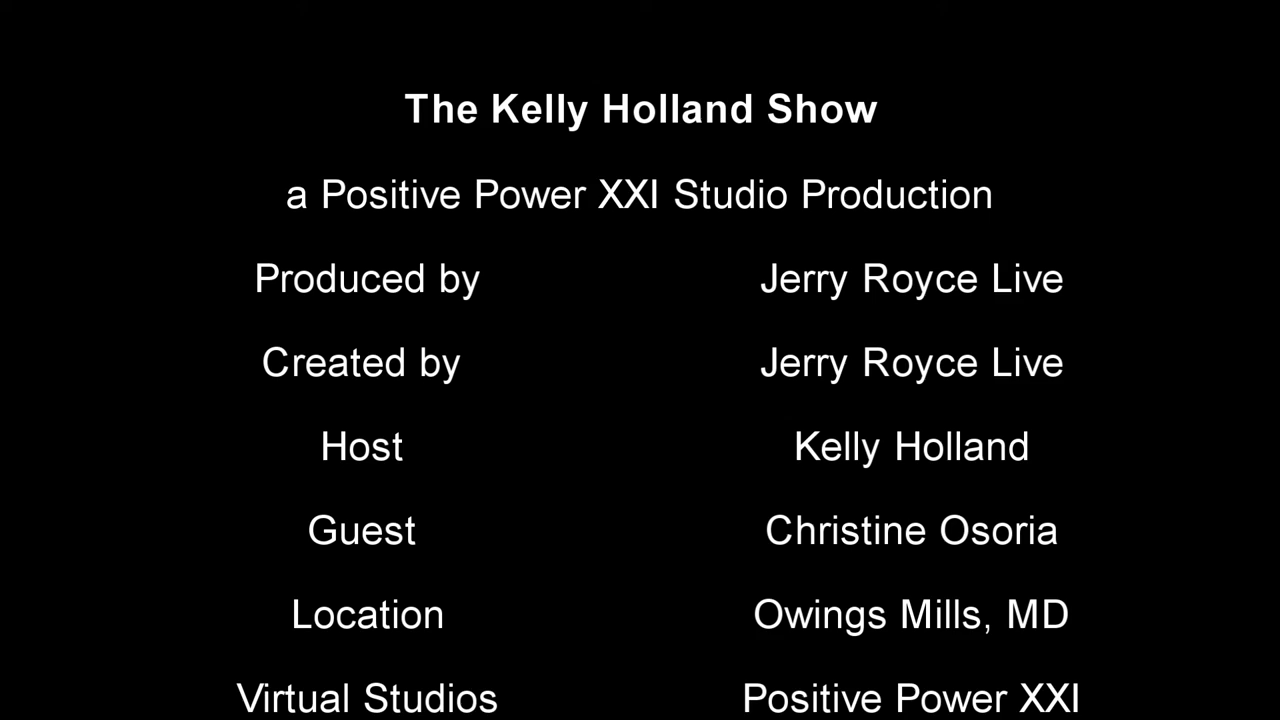 The Kelly Holland Show
a Positive Power XXI Studio Production
Produced by Jerry Royce Live
Created by Jerry Royce Live
Host Kelly Holland
Guest Christine Osoria
Location Owings Mills, MD
Virtual Studios Positive Power XXI